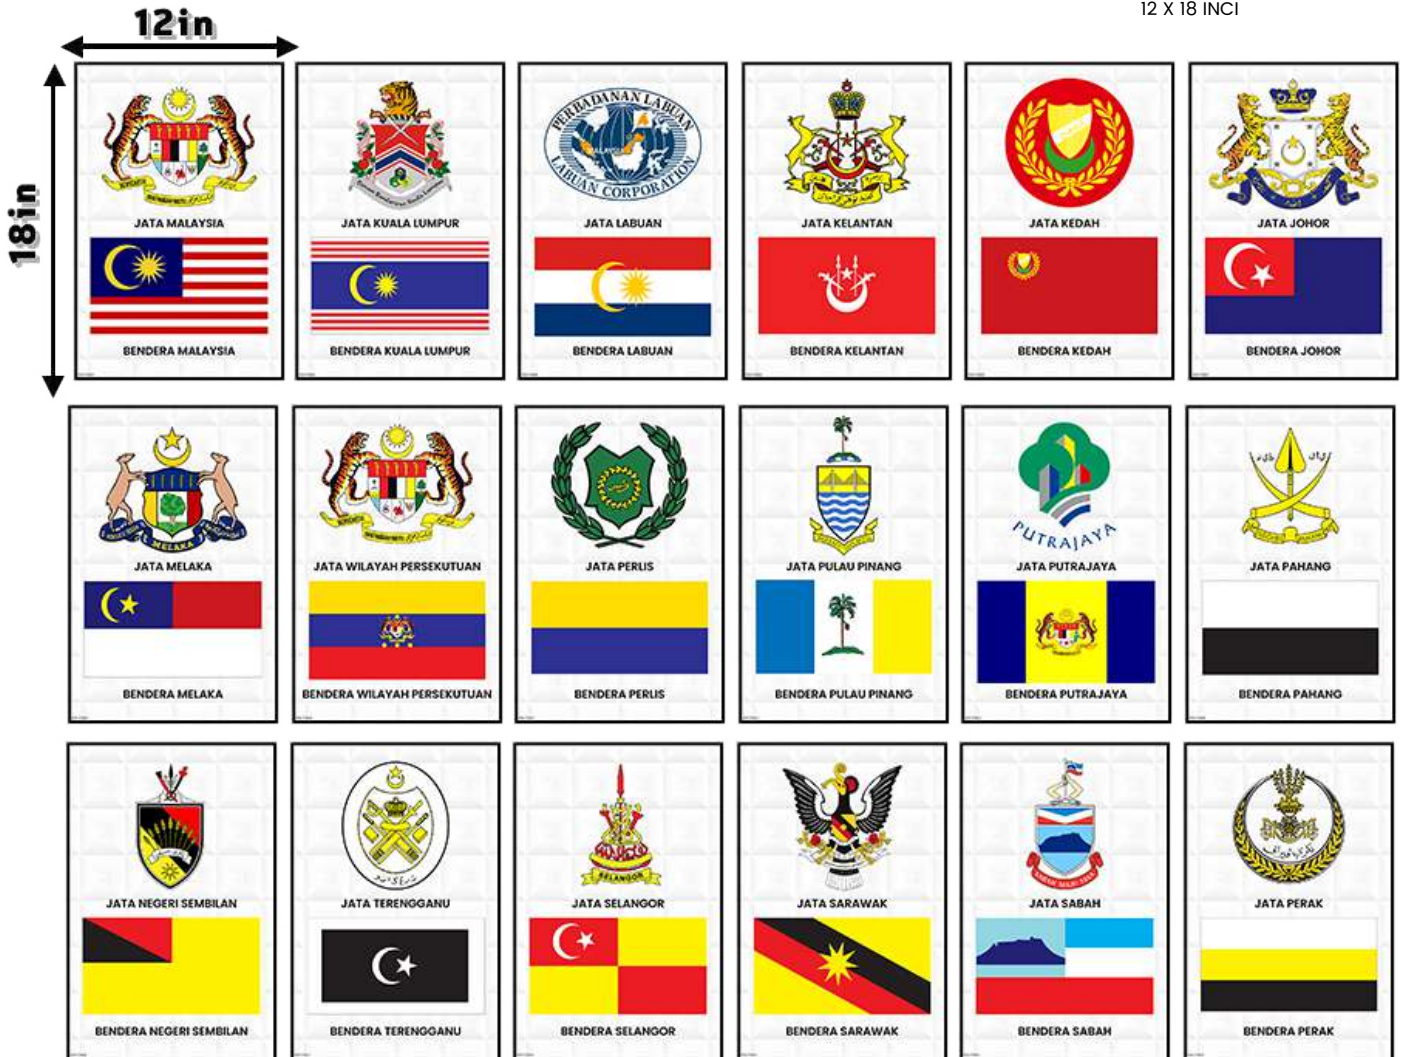 12 X 18 INCI
12in
18in
PERBADANAN LABUAN
MALAYSIA
LABUAN CORPORATION
JATA MALAYSIA
JATA KUALA LUMPUR
JATA LABUAN
JATA KELANTAN
JATA KEDAH
JATA JOHOR
BENDERA MALAYSIA
BENDERA KUALA LUMPUR
BENDERA LABUAN
BENDERA KELANTAN
BENDERA KEDAH
BENDERA JOHOR
MELAKA
PUTRAJAYA
JATA MELAKA
JATA WILAYAH PERSEKUTUAN
JATA PERLIS
JATA PULAU PINANG
JATA PUTRAJAYA
JATA PAHANG
BENDERA MELAKA
BENDERA WILAYAH PERSEKUTUAN
BENDERA PERLIS
BENDERA PULAU PINANG
BENDERA PUTRAJAYA
BENDERA PAHANG
SELANGOR
SABAH MAJU JAYA
JATA NEGERI SEMBILAN
JATA TERENGGANU
JATA SELANGOR
JATA SARAWAK
JATA SABAH
JATA PERAK
BENDERA NEGERI SEMBILAN
BENDERA TERENGGANU
BENDERA SELANGOR
BENDERA SARAWAK
BENDERA SABAH
BENDERA PERAK